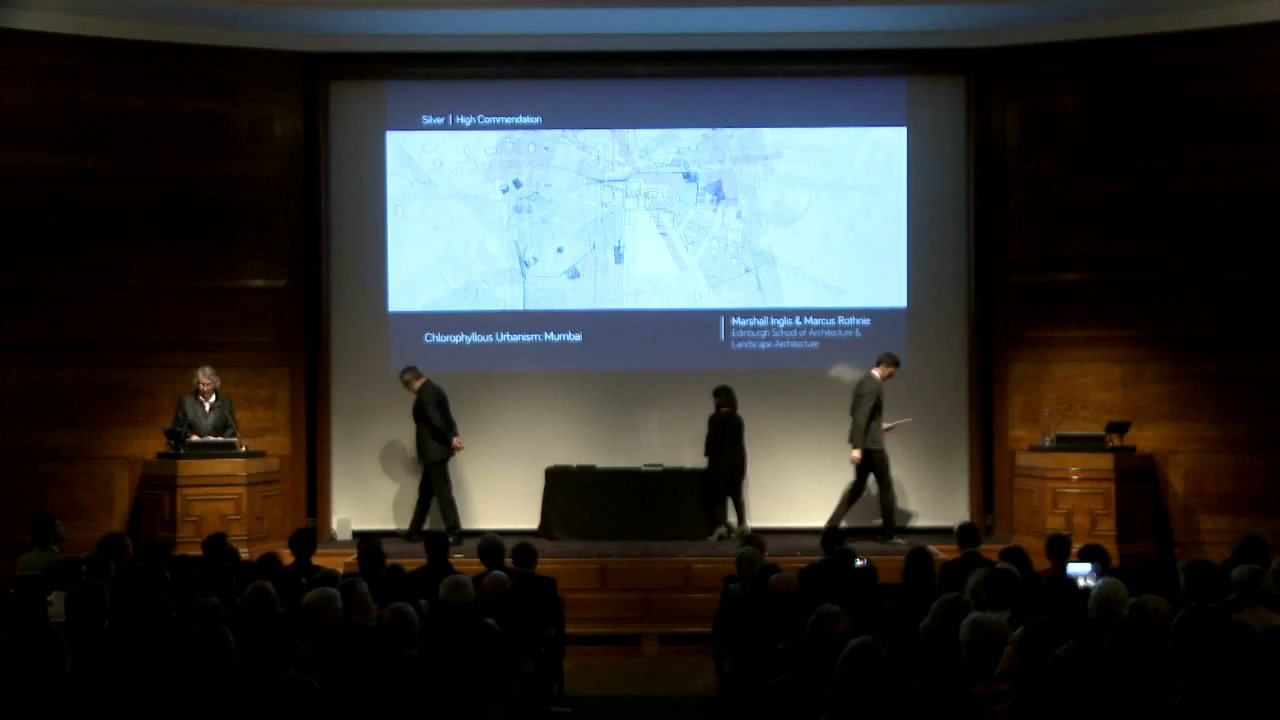 Silver | High Commendation
Chlorophyllous Urbanism: Mumbai
Marshall Inglis & Marcus Rothnie
Edinburgh School of Architecture &
Landscape Architecture